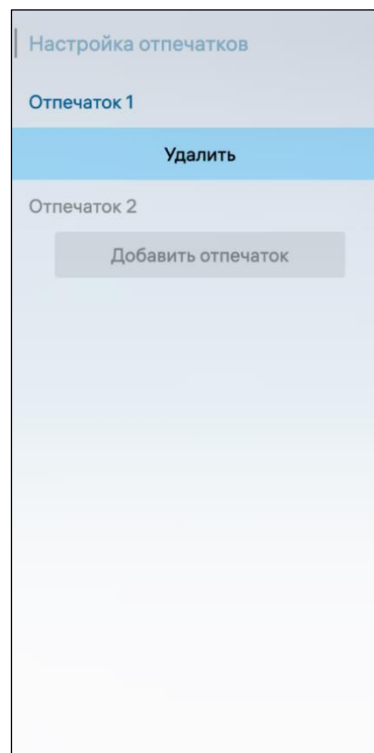 Настройка отпечатков
Отпечаток 1
Удалить
Отпечаток 2
Добавить отпечаток